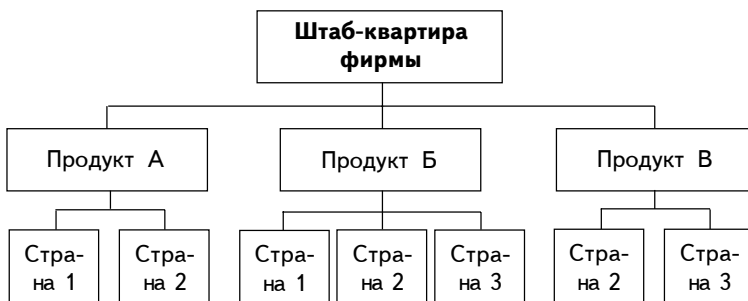 Штаб-квартира
фирмы
Продукт А
Продукт Б
Продукт В
Стра-
на 1
Стра-
на 2
Стра-
на 1
Стра-
на 2
Стра-
на 3
Стра-
на 2
Стра-
на 3